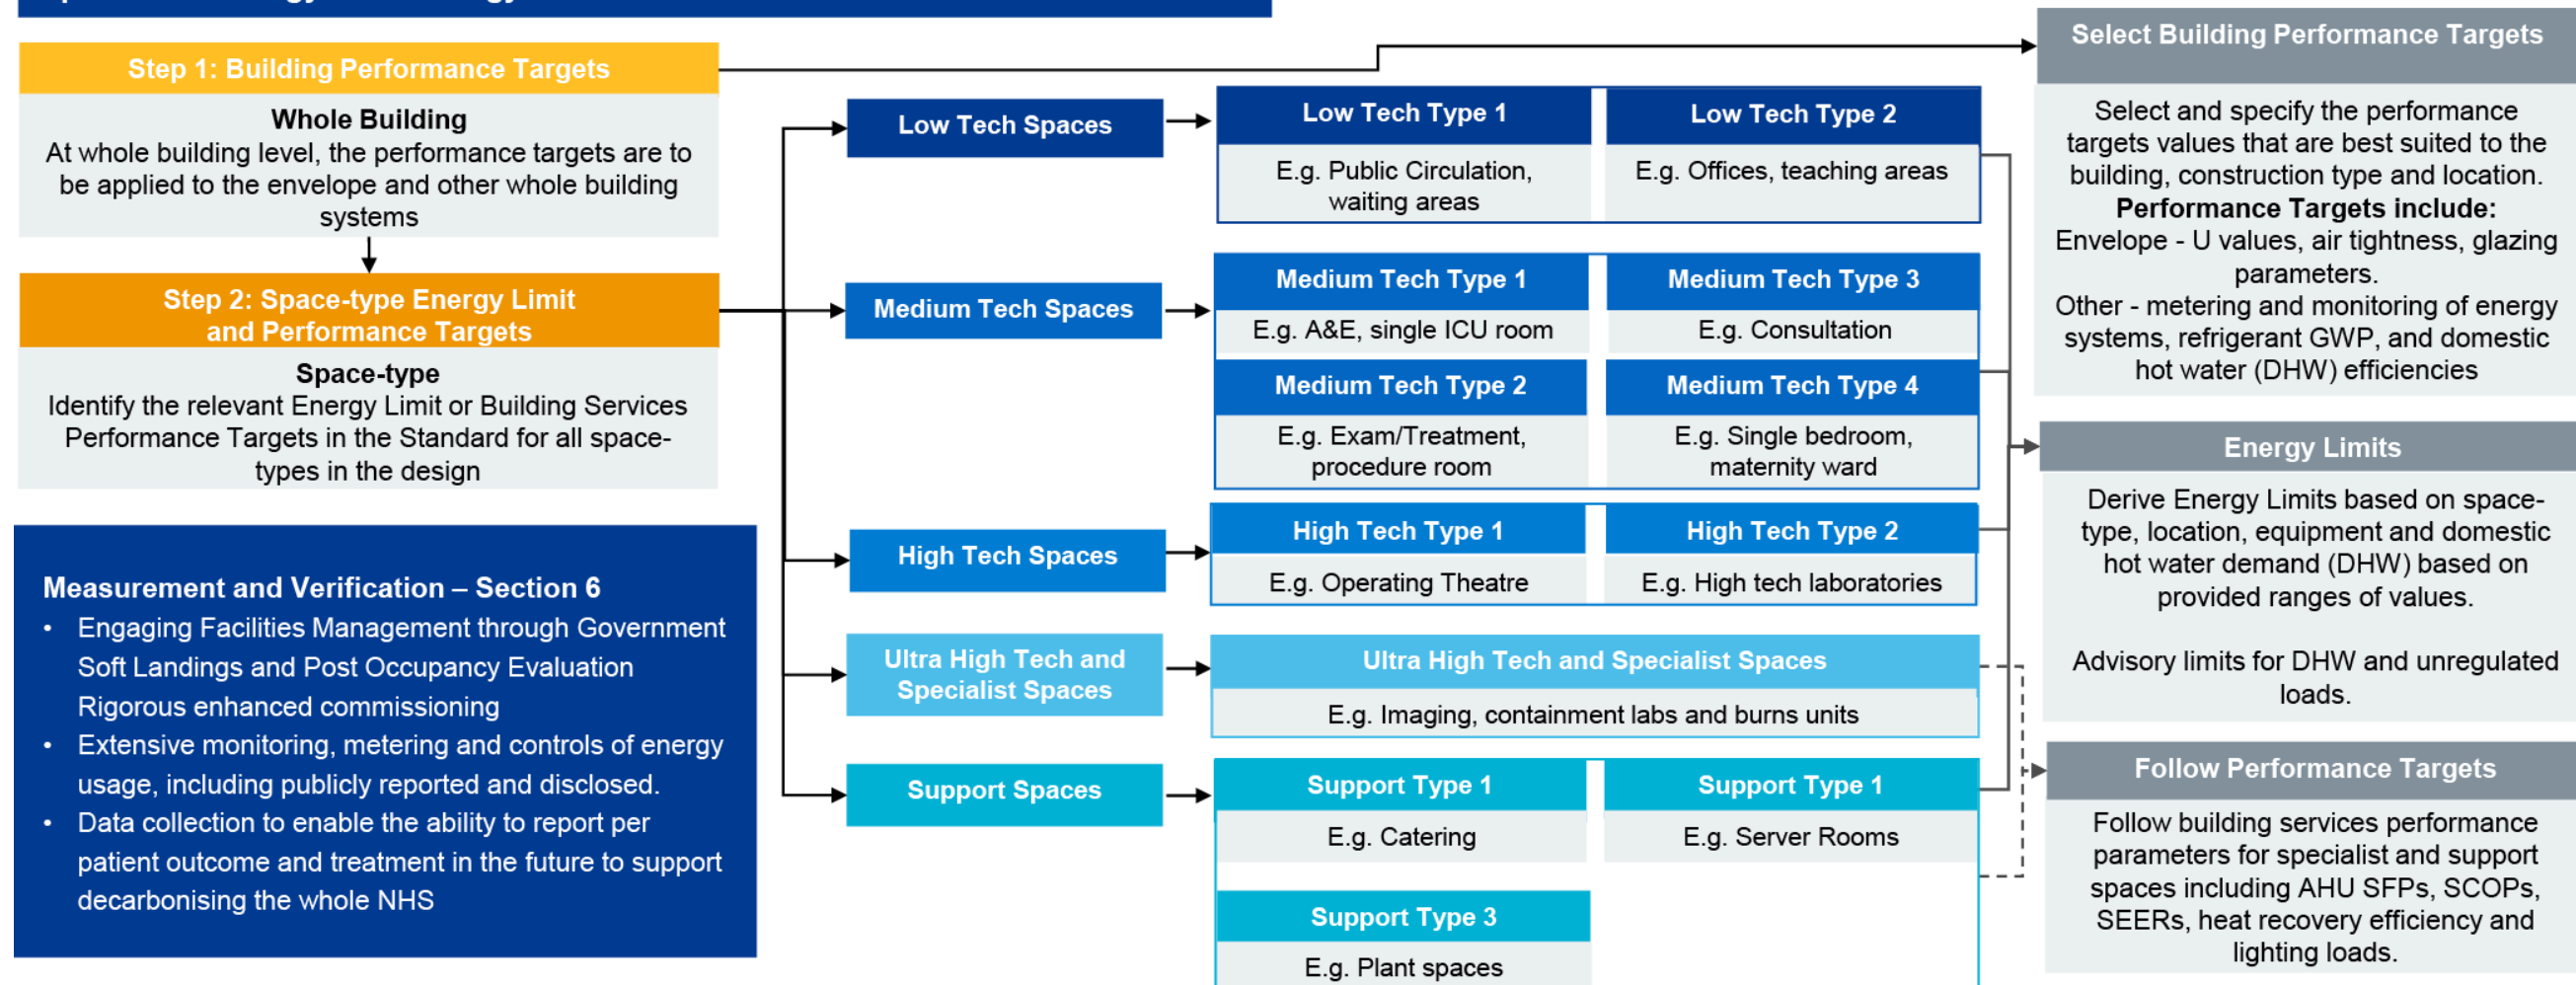 Step 1: Building Performance Targets
Whole Building
At whole building level, the performance targets are to
be applied to the envelope and other whole building
systems
Step 2: Space-type Energy Limit
and Performance Targets
Space-type
Identify the relevant Energy Limit or Building Services
Performance Targets in the Standard for all space-
types in the design
Measurement and Verification – Section 6
• Engaging Facilities Management through Government
Soft Landings and Post Occupancy Evaluation
Rigorous enhanced commissioning
• Extensive monitoring, metering and controls of energy
usage, including publicly reported and disclosed.
• Data collection to enable the ability to report per
patient outcome and treatment in the future to support
decarbonising the whole NHS
Low Tech Spaces
Low Tech Type 1
E.g. Public Circulation,
waiting areas
Low Tech Type 2
E.g. Offices, teaching areas
Medium Tech Spaces
Medium Tech Type 1
E.g. A&E, single ICU room
Medium Tech Type 3
E.g. Consultation
Medium Tech Type 2
E.g. Exam/Treatment,
procedure room
Medium Tech Type 4
E.g. Single bedroom,
maternity ward
High Tech Spaces
High Tech Type 1
E.g. Operating Theatre
High Tech Type 2
E.g. High tech laboratories
Ultra High Tech and
Specialist Spaces
Ultra High Tech and Specialist Spaces
E.g. Imaging, containment labs and burns units
Support Spaces
Support Type 1
E.g. Catering
Support Type 1
E.g. Server Rooms
Support Type 3
E.g. Plant spaces
Select Building Performance Targets
Select and specify the performance
targets values that are best suited to the
building, construction type and location.
Performance Targets include:
Envelope - U values, air tightness, glazing
parameters.
Other - metering and monitoring of energy
systems, refrigerant GWP, and domestic
hot water (DHW) efficiencies
Energy Limits
Derive Energy Limits based on space-
type, location, equipment and domestic
hot water demand (DHW) based on
provided ranges of values.
Advisory limits for DHW and unregulated
loads.
Follow Performance Targets
Follow building services performance
parameters for specialist and support
spaces including AHU SFPs, SCOPs,
SEERs, heat recovery efficiency and
lighting loads.